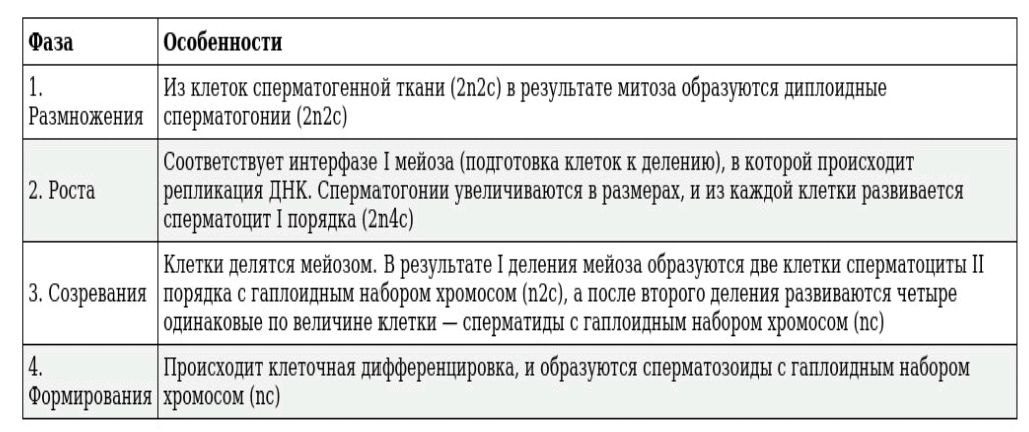 Фаза Особенности
1.
Размножения
Из клеток сперматогенной ткани (2n2c) в результате митоза образуются диплоидные
сперматогонии (2n2c)
2. Роста
Соответствует интерфазе I мейоза (подготовка клеток к делению), в которой происходит
репликация ДНК. Сперматогонии увеличиваются в размерах, и из каждой клетки развивается
сперматоцит I порядка (2n4c)
3. Созревания
Клетки делятся мейозом. В результате I деления мейоза образуются две клетки сперматоциты II
порядка с гаплоидным набором хромосом (n2c), а после второго деления развиваются четыре
одинаковые по величине клетки — сперматиды с гаплоидным набором хромосом (nc)
4.
Формирования
Происходит клеточная дифференцировка, и образуются сперматозоиды с гаплоидным набором
хромосом (nc)